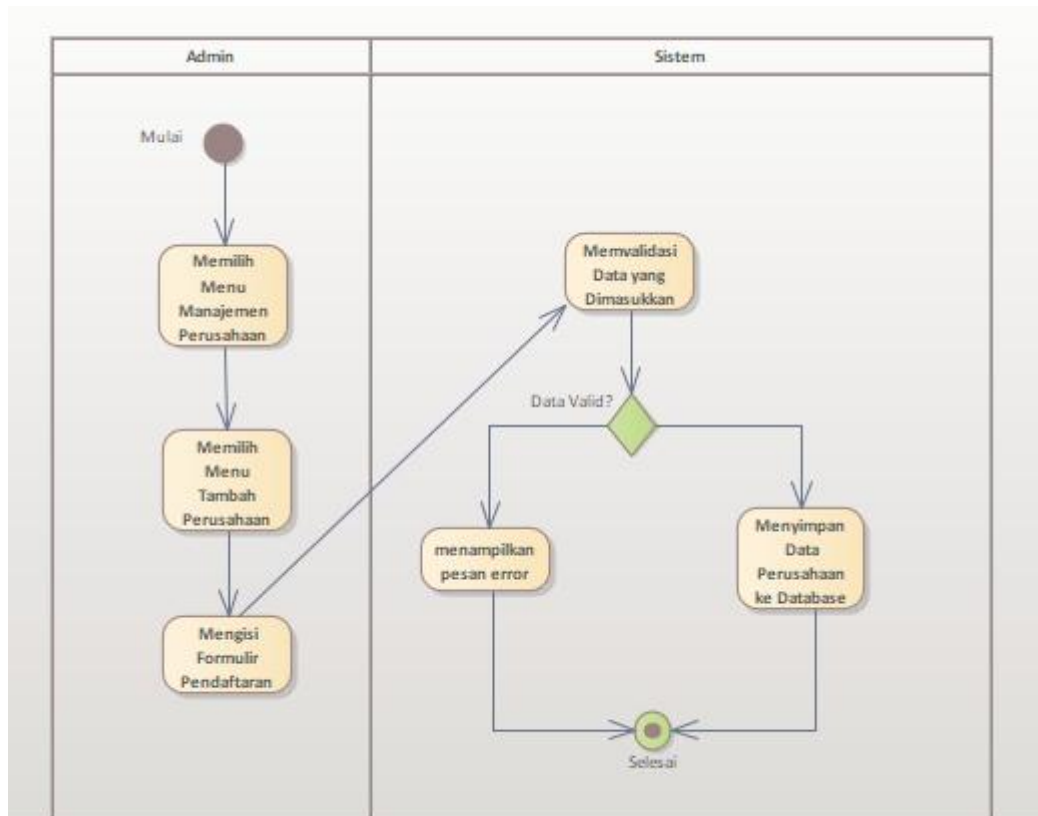 Admin
Sistem
Mulai
Memilih
Menu
Manajemen
Perusahaan
Memilih
Menu
Tambah
Perusahaan
Mengisi
Formulir
Pendaftaran
Memvalidasi
Data yang
Dimasukkan
Data Valid?
menampilkan
pesan error
Menyimpan
Data
Perusahaan
ke Database
Selesai